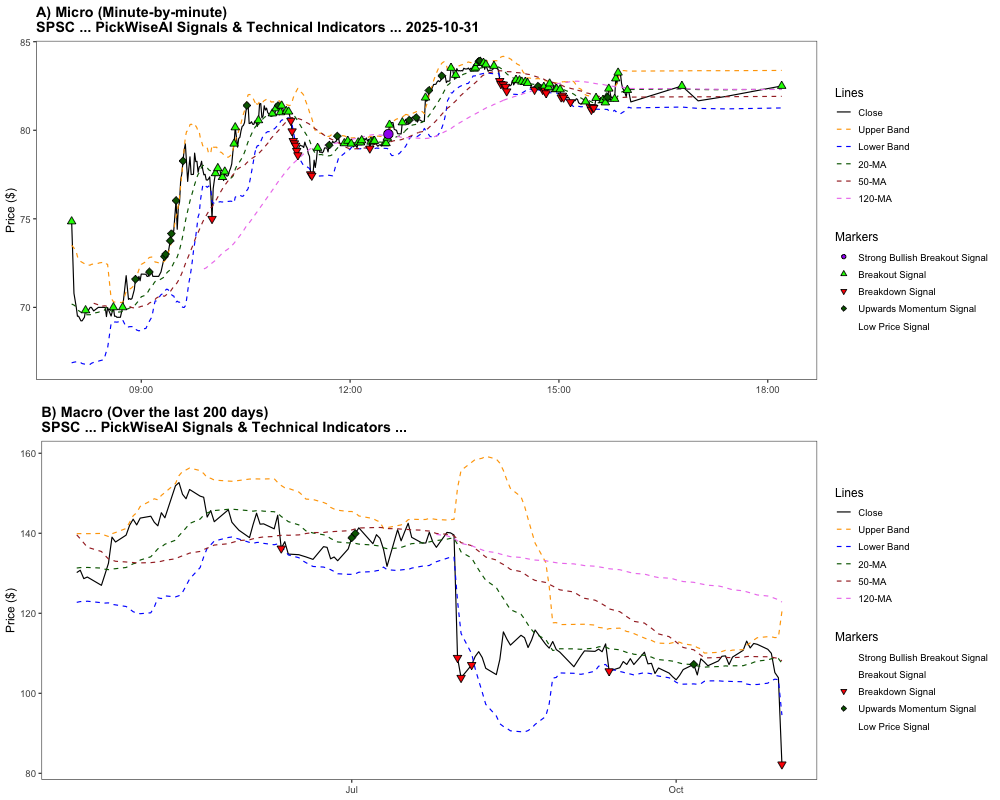 A) Micro (Minute-by-minute)
SPSC ... PickWiseAI Signals & Technical Indicators ... 2025-10-31
85
80
75
70
Price ($)
09:00
12:00
15:00
18:00
Lines
Close
Upper Band
Lower Band
20-MA
50-MA
120-MA
Markers
Strong Bullish Breakout Signal
Breakout Signal
Breakdown Signal
Upwards Momentum Signal
Low Price Signal
B) Macro (Over the last 200 days)
SPSC ... PickWiseAI Signals & Technical Indicators ...
160
140
120
100
80
Price ($)
Jul
Oct
Lines
Close
Upper Band
Lower Band
20-MA
50-MA
120-MA
Markers
Strong Bullish Breakout Signal
Breakout Signal
Breakdown Signal
Upwards Momentum Signal
Low Price Signal